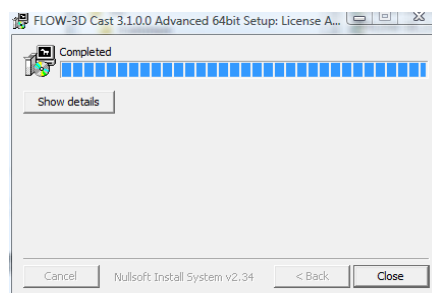 FLOW-3D Cast 3.1.0.0 Advanced 64bit Setup: License A...
Completed
Show details
Cancel
Nullsoft Install System v2.34
< Back
Close